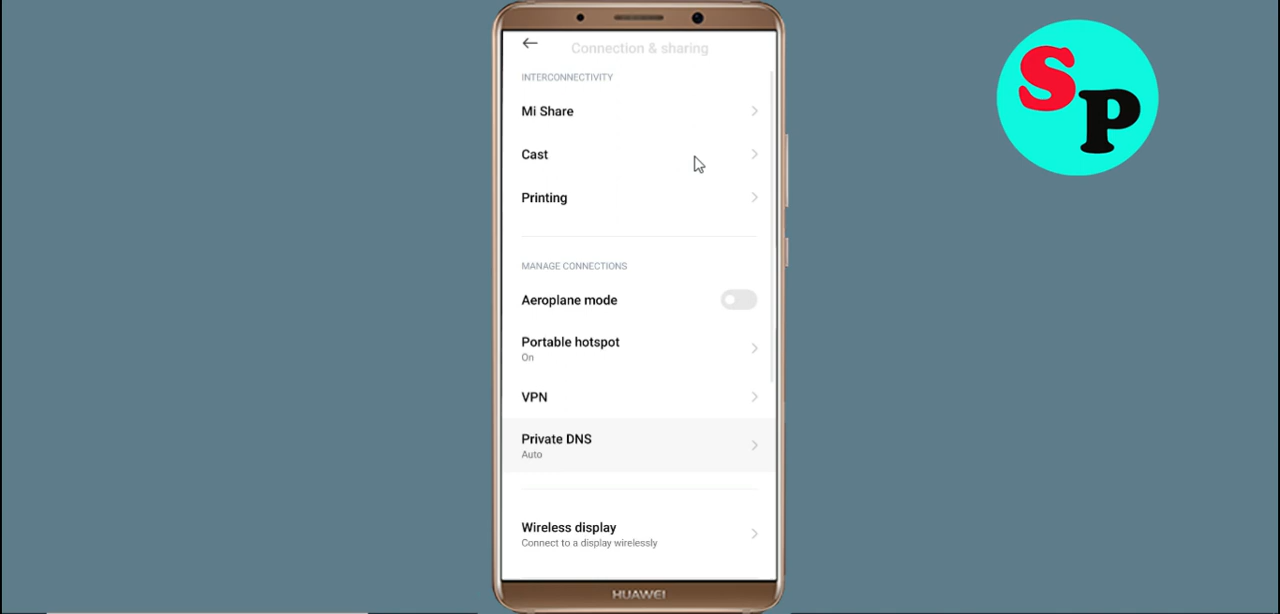 Connection & sharing
INTERCONNECTIVITY
Mi Share
Cast
Printing
MANAGE CONNECTIONS
Aeroplane mode
Portable hotspot
On
VPN
Private DNS
Auto
Wireless display
Connect to a display wirelessly
HUAWEI
SP